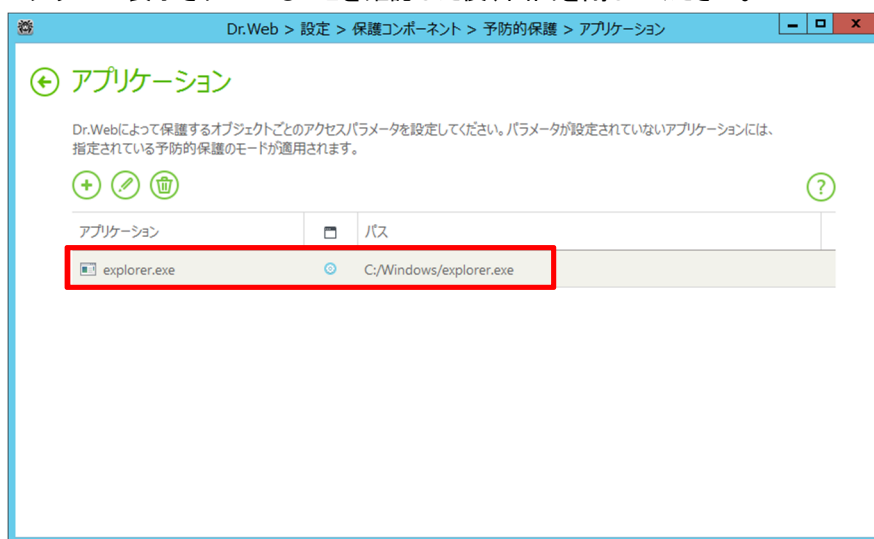 Dr.Web > 設定 > 保護コンポーネント > 予防的保護 > アプリケーション
アプリケーション
Dr.Webによって保護するオブジェクトごとのアクセスパラメータを設定してください。パラメータが設定されていないアプリケーションには、
指定されている予防的保護のモードが適用されます。
アプリケーション パス
explorer.exe C:/Windows/explorer.exe